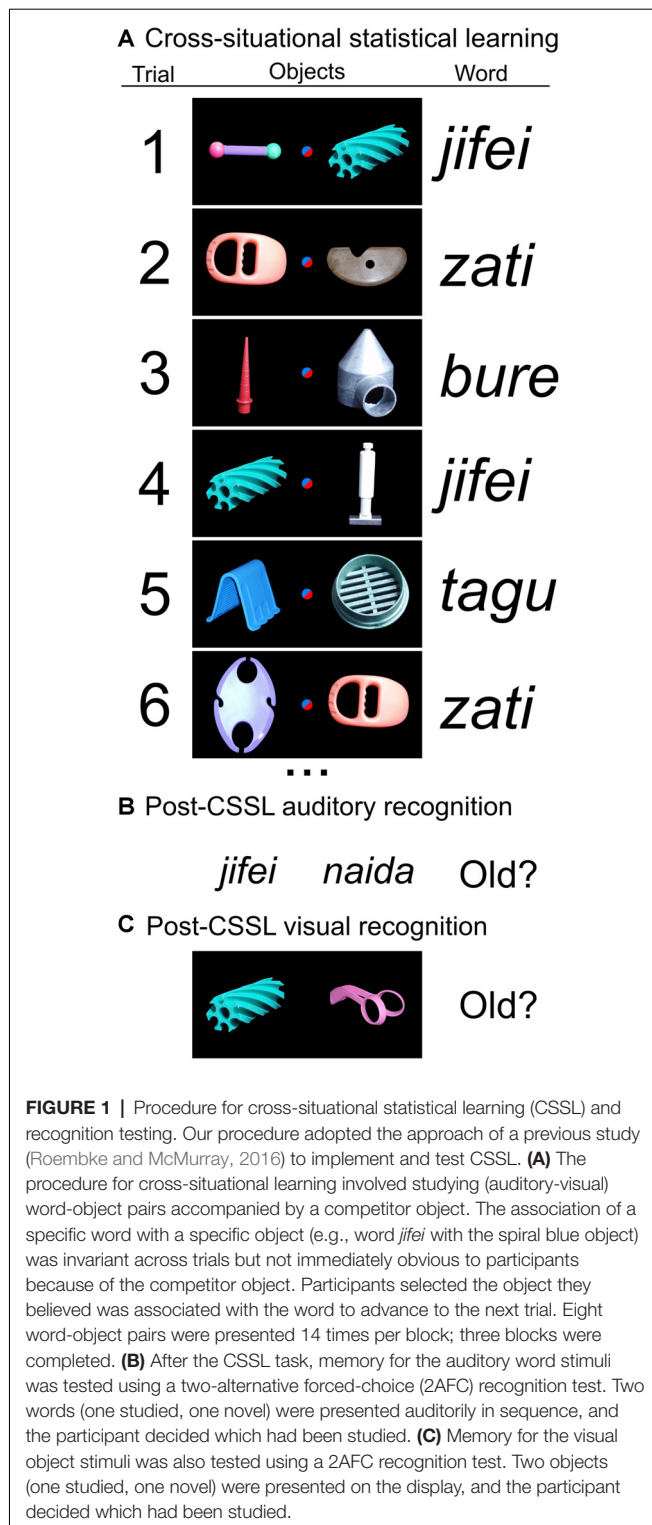 A Cross-situational statistical learning
Trial Objects Word
1 jifei
2 zati
3 bure
4 jifei
5 tagu
6 zati
...
B Post-CSSL auditory recognition
jifei naida Old?
C Post-CSSL visual recognition
Old?
FIGURE 1 | Procedure for cross-situational statistical learning (CSSL) and
recognition testing. Our procedure adopted the approach of a previous study
(Roembke and McMurray, 2016) to implement and test CSSL. (A) The
procedure for cross-situational learning involved studying (auditory-visual)
word-object pairs accompanied by a competitor object. The association of a
specific word with a specific object (e.g., word jifei with the spiral blue object)
was invariant across trials but not immediately obvious to participants
because of the competitor object. Participants selected the object they
believed was associated with the word to advance to the next trial. Eight
word-object pairs were presented 14 times per block; three blocks were
completed. (B) After the CSSL task, memory for the auditory word stimuli
was tested using a two-alternative forced-choice (2AFC) recognition test. Two
words (one studied, one novel) were presented auditorily in sequence, and
the participant decided which had been studied. (C) Memory for the visual
object stimuli was also tested using a 2AFC recognition test. Two objects
(one studied, one novel) were presented on the display, and the participant
decided which had been studied.